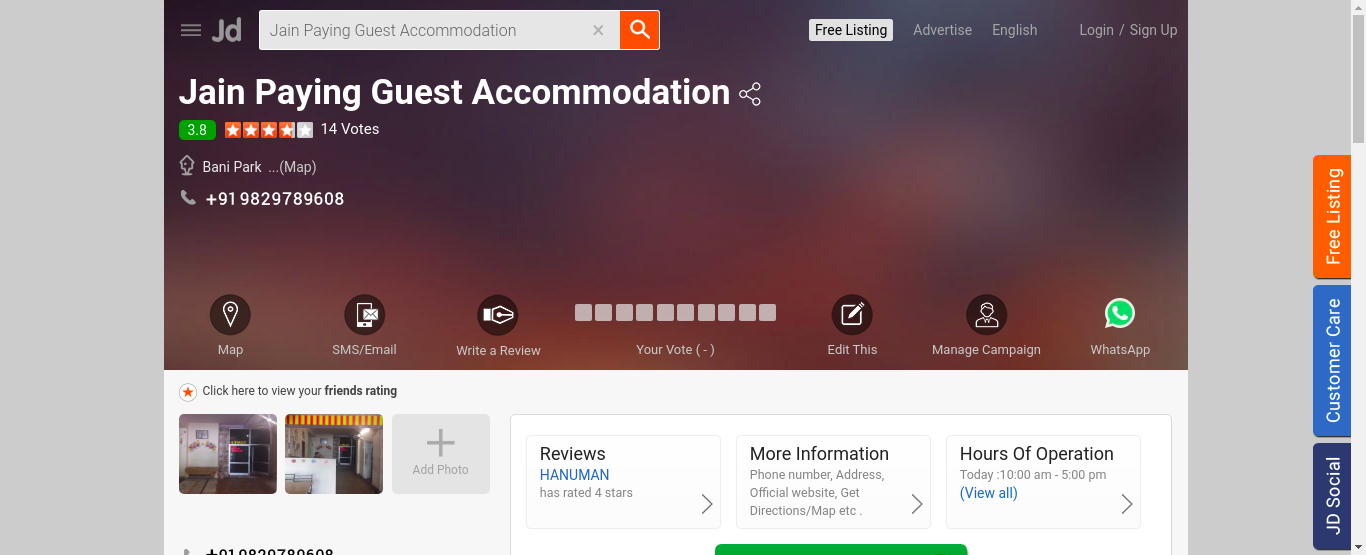 Jd
Jain Paying Guest Accommodation ×
Free Listing
Advertise
English
Login / Sign Up
Jain Paying Guest Accommodation
3.8 14 Votes
Bani Park ...(Map)
+919829789608
Map
SMS/Email
Write a Review
Your Vote ( - )
Edit This
Manage Campaign
WhatsApp
Click here to view your friends rating
Add Photo
Reviews
HANUMAN
has rated 4 stars
More Information
Phone number, Address,
Official website, Get
Directions/Map etc .
Hours Of Operation
Today :10:00 am - 5:00 pm
(View all)
+919829789608
Free Listing
Customer Care
JD Social